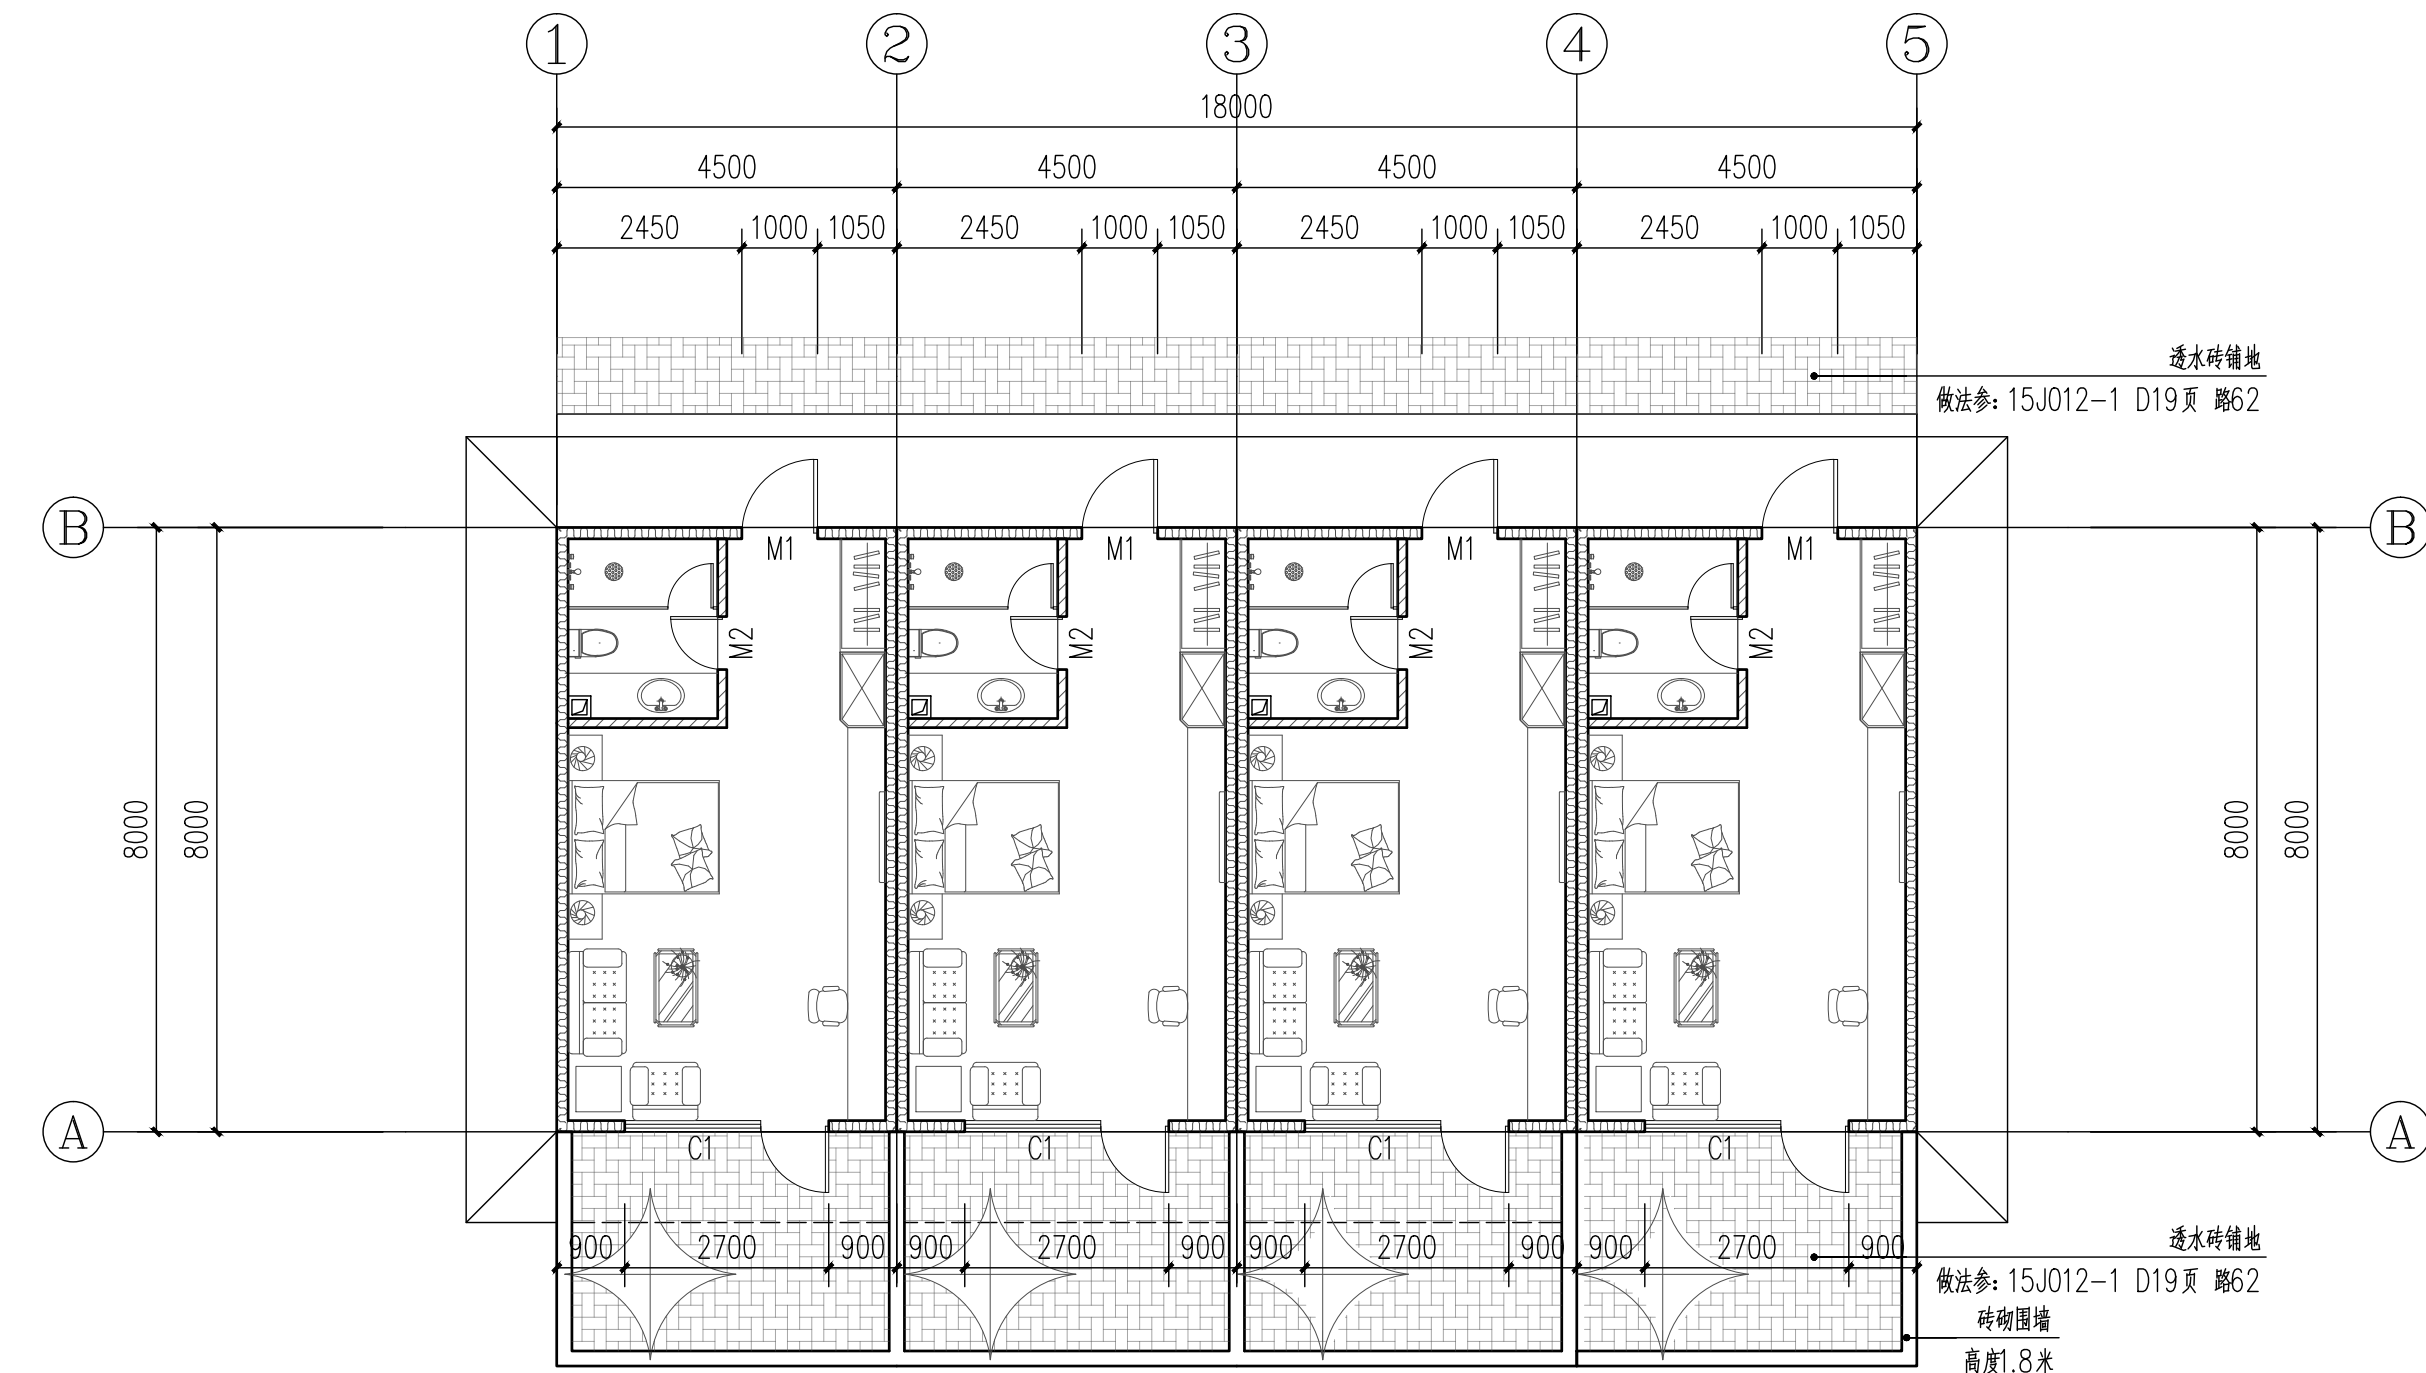 1 2 3 4 5
18000
4500 4500 4500 4500
2450 1000 1050 2450 1000 1050 2450 1000 1050 2450 1000 1050
透水砖铺地
做法参: 15J012-1 D19页 路62
B B
M1 M1 M1 M1
M2 M2 M2 M2
8000 8000 8000 8000
A A
C1 C1 C1 C1
900 2700 900 900 2700 900 900 2700 900 900 2700 900
透水砖铺地
做法参: 15J012-1 D19页 路62
砖砌围墙
高度1.8米